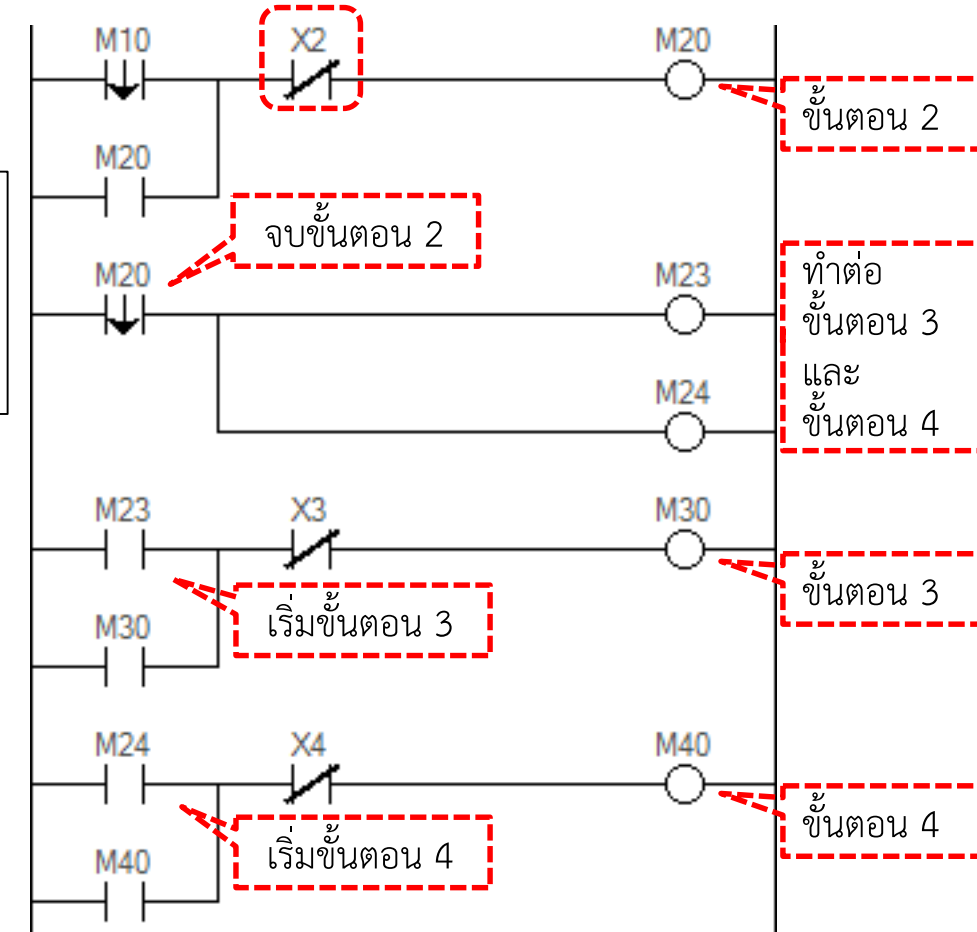 M10 X2 M20
ขั้นตอน 2
M20
จบขั้นตอน 2
M20 M23
ทำต่อ
ขั้นตอน 3
และ
ขั้นตอน 4
M24
M23 X3 M30
ขั้นตอน 3
เริ่มขั้นตอน 3
M30
M24 X4 M40
ขั้นตอน 4
เริ่มขั้นตอน 4
M40